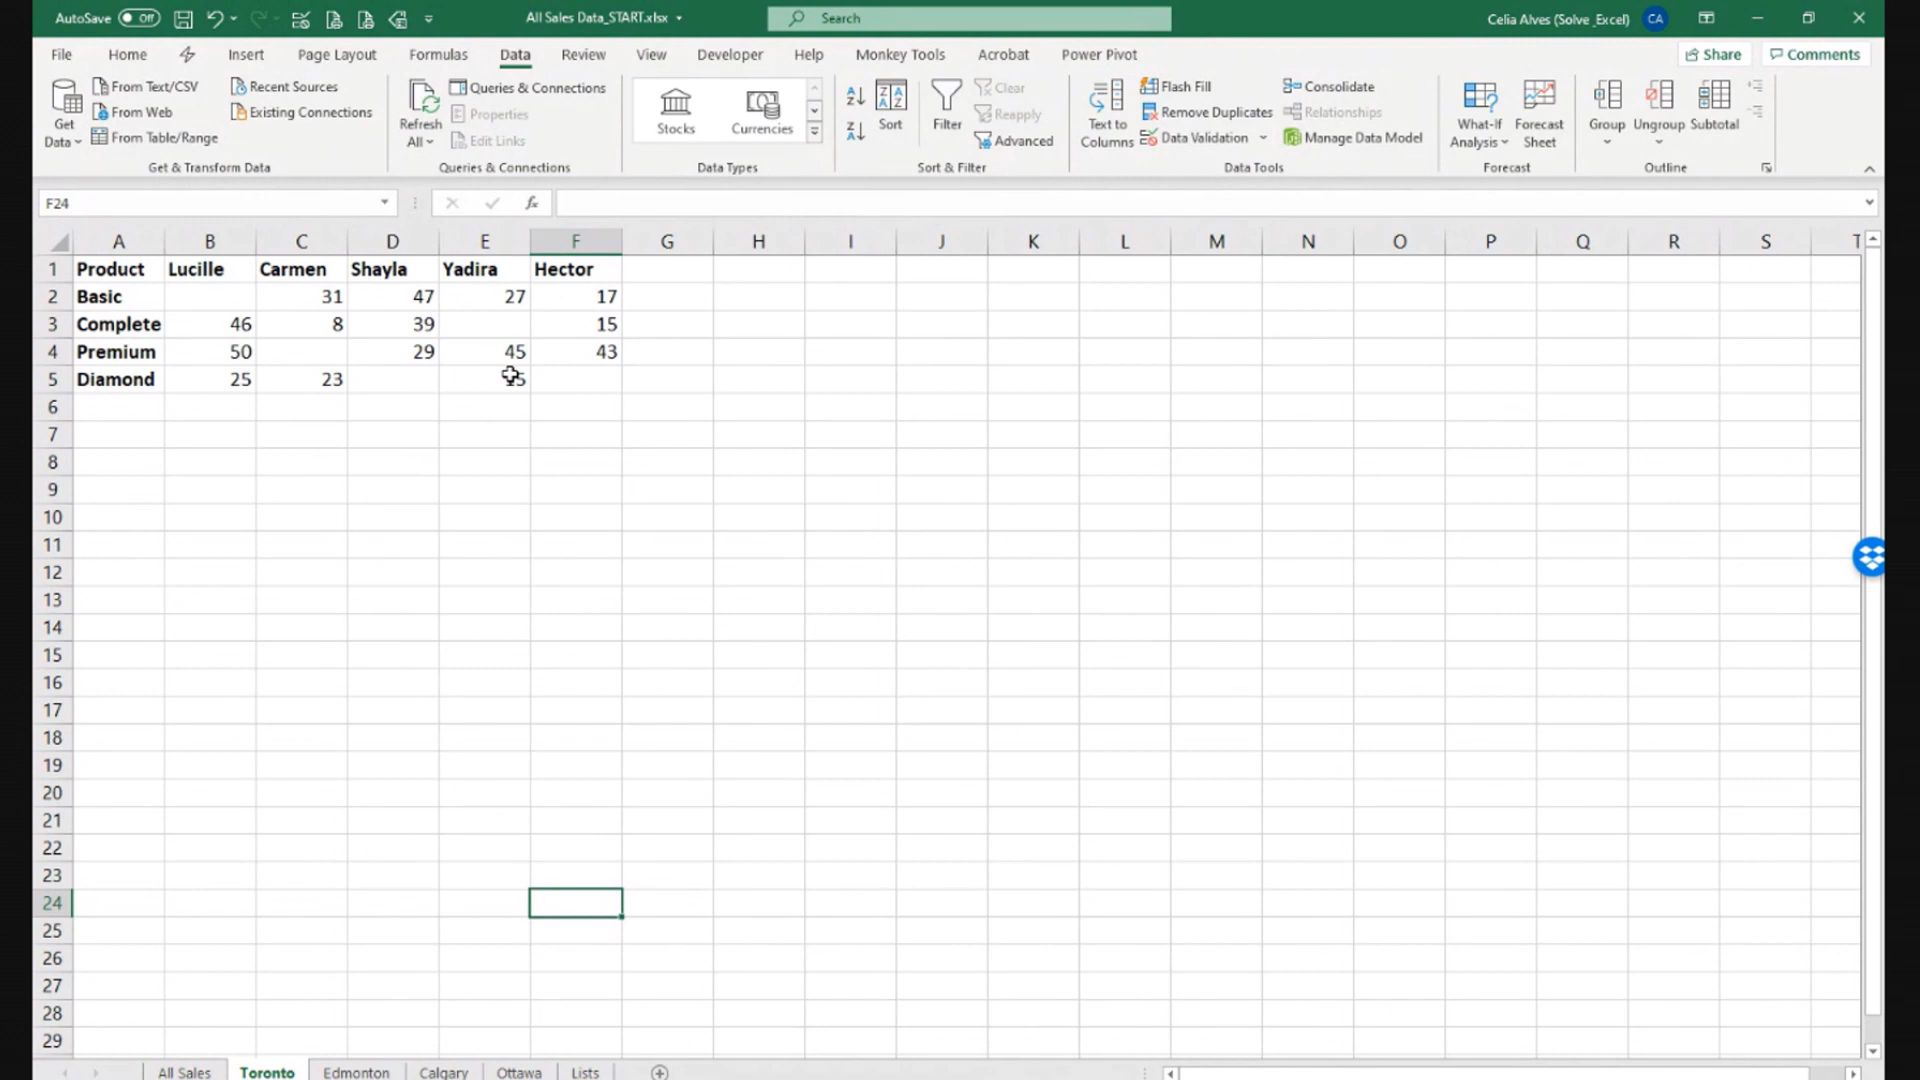 AutoSave Off All Sales Data_START.xlsx Search Celia Alves (Solve_Excel) CA
File Home Insert Page Layout Formulas Data Review View Developer Help Monkey Tools Acrobat Power Pivot Share Comments
Get Data
From Text/CSV
From Web
From Table/Range
Recent Sources
Existing Connections
Get & Transform Data
Refresh All
Queries & Connections
Properties
Edit Links
Queries & Connections
Stocks Currencies
Data Types
Sort
Filter
Clear
Reapply
Advanced
Sort & Filter
Text to Columns
Flash Fill
Remove Duplicates
Data Validation
Consolidate
Relationships
Manage Data Model
Data Tools
What-If Analysis
Forecast Sheet
Forecast
Group Ungroup Subtotal
Outline
F24 fx
A B C D E F G H I J K L M N O P Q R S T
1 Product Lucille Carmen Shayla Yadira Hector
2 Basic 31 47 27 17
3 Complete 46 8 39 15
4 Premium 50 29 45 43
5 Diamond 25 23
6
7
8
9
10
11
12
13
14
15
16
17
18
19
20
21
22
23
24
25
26
27
28
29
All Sales Toronto Edmonton Calgary Ottawa Lists